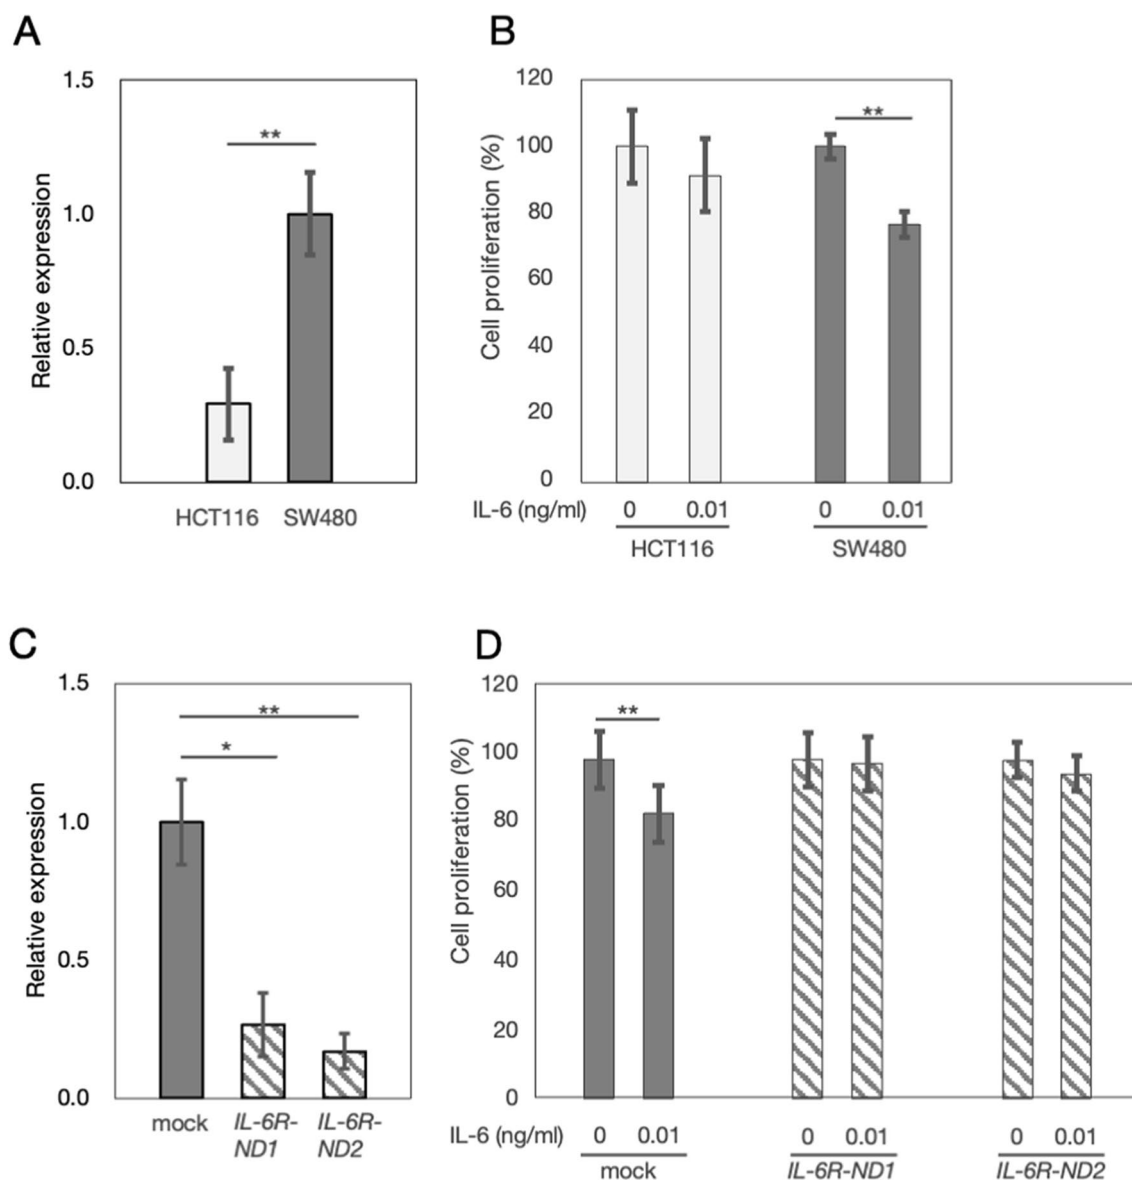 A
Relative expression
1.5
1.0
0.5
0.0
**
HCT116 SW480
B
Cell proliferation (%)
120
100
80
60
40
20
0
**
IL-6 (ng/ml) 0 0.01 0 0.01
HCT116 SW480
C
Relative expression
1.5
1.0
0.5
0.0
**
*
mock IL-6R- IL-6R-
ND1 ND2
D
Cell proliferation (%)
120
100
80
60
40
20
0
**
IL-6 (ng/ml) 0 0.01 0 0.01 0 0.01
mock IL-6R-ND1 IL-6R-ND2